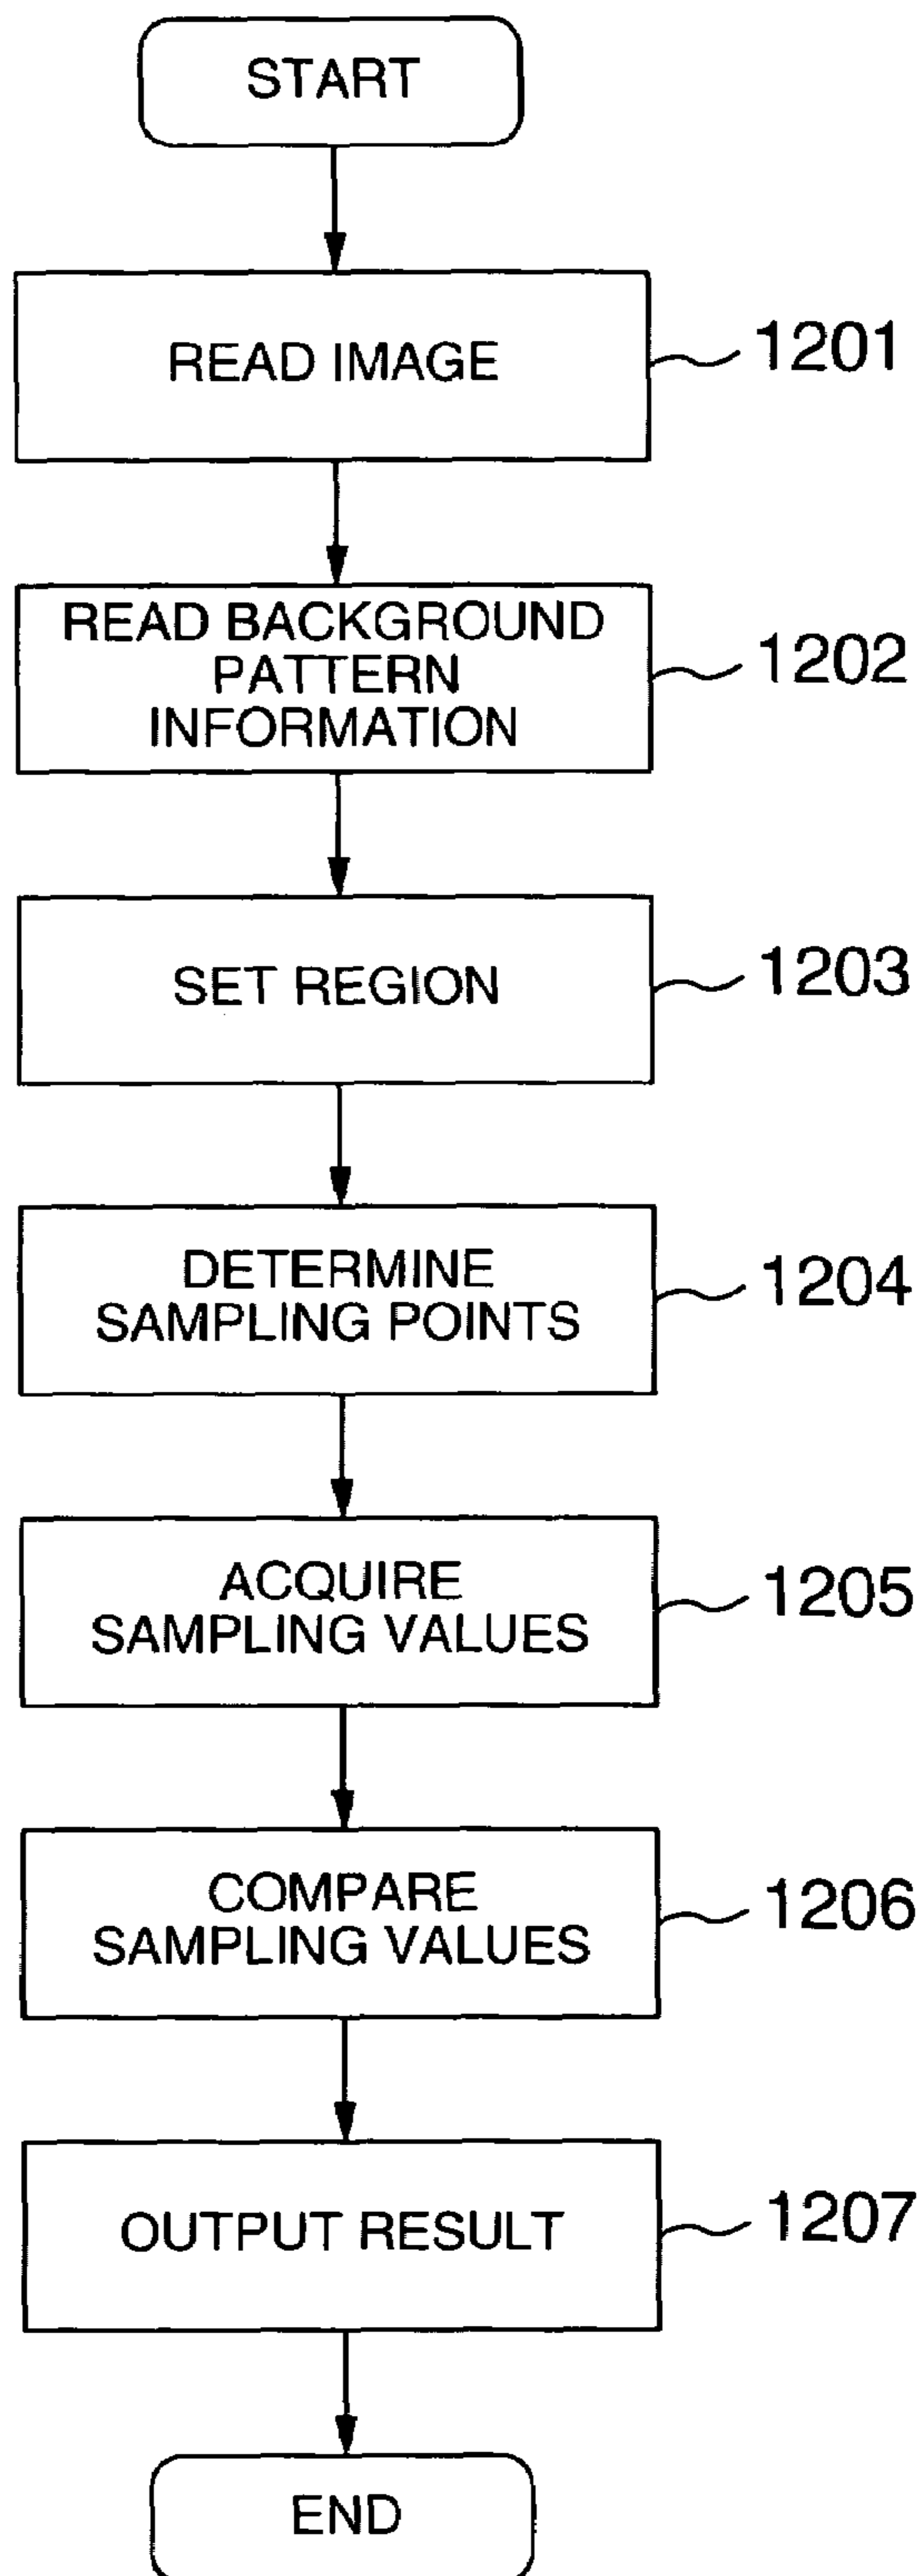 START
READ IMAGE
1201
READ BACKGROUND
PATTERN
INFORMATION
1202
SET REGION
1203
DETERMINE
SAMPLING POINTS
1204
ACQUIRE
SAMPLING VALUES
1205
COMPARE
SAMPLING VALUES
1206
OUTPUT RESULT
1207
END